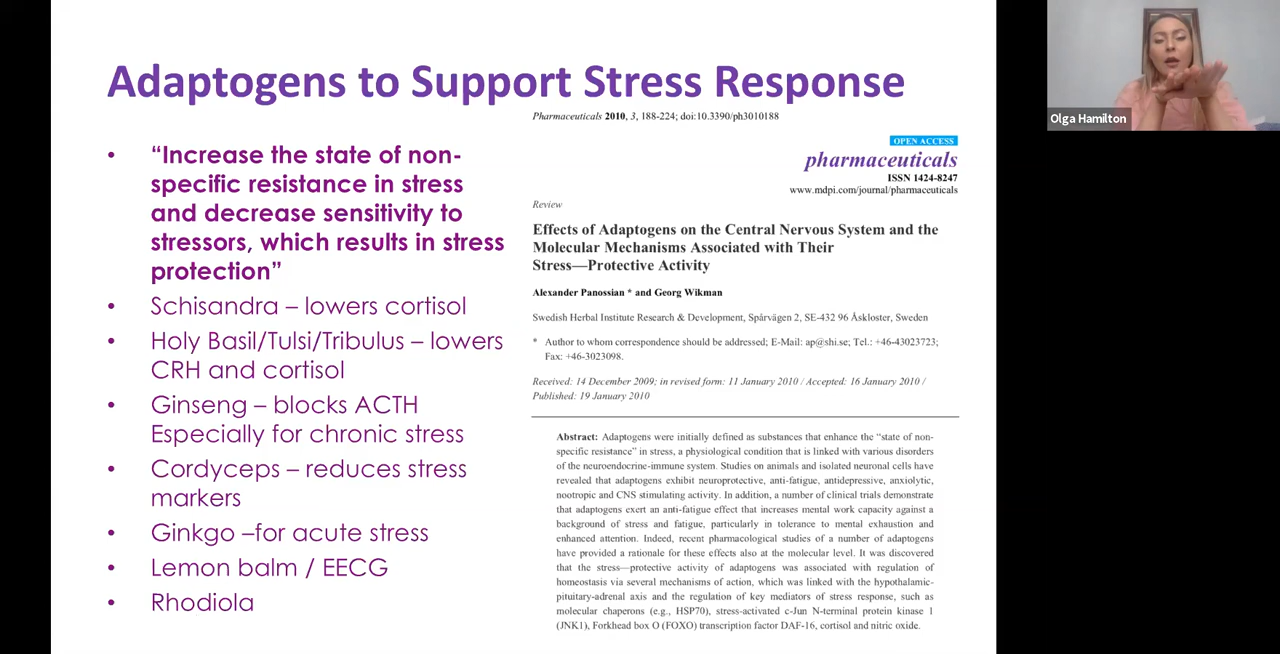 Adaptogens to Support Stress Response
• “Increase the state of non-
specific resistance in stress
and decrease sensitivity to
stressors, which results in stress
protection”
• Schisandra – lowers cortisol
• Holy Basil/Tulsi/Tribulus – lowers
CRH and cortisol
• Ginseng – blocks ACTH
Especially for chronic stress
• Cordyceps – reduces stress
markers
• Ginkgo –for acute stress
• Lemon balm / EECG
• Rhodiola
Pharmaceuticals 2010, 3, 188-224; doi:10.3390/ph3010188
OPEN ACCESS
pharmaceuticals
ISSN 1424-8247
www.mdpi.com/journal/pharmaceuticals
Review
Effects of Adaptogens on the Central Nervous System and the
Molecular Mechanisms Associated with Their
Stress—Protective Activity
Alexander Panossian * and Georg Wikman
Swedish Herbal Institute Research & Development, Spårvägen 2, SE-432 96 Åskloster, Sweden
* Author to whom correspondence should be addressed; E-Mail: ap@shi.se; Tel.: +46-43023723;
Fax: +46-3023098.
Received: 14 December 2009; in revised form: 11 January 2010 / Accepted: 16 January 2010 /
Published: 19 January 2010
Abstract: Adaptogens were initially defined as substances that enhance the “state of non-
specific resistance” in stress, a physiological condition that is linked with various disorders
of the neuroendocrine-immune system. Studies on animals and isolated neuronal cells have
revealed that adaptogens exhibit neuroprotective, anti-fatigue, antidepressive, anxiolytic,
nootropic and CNS stimulating activity. In addition, a number of clinical trials demonstrate
that adaptogens exert an anti-fatigue effect that increases mental work capacity against a
background of stress and fatigue, particularly in tolerance to mental exhaustion and
enhanced attention. Indeed, recent pharmacological studies of a number of adaptogens
have provided a rationale for these effects also at the molecular level. It was discovered
that the stress—protective activity of adaptogens was associated with regulation of
homeostasis via several mechanisms of action, which was linked with the hypothalamic-
pituitary-adrenal axis and the regulation of key mediators of stress response, such as
molecular chaperons (e.g., HSP70), stress-activated c-Jun N-terminal protein kinase 1
(JNK1), Forkhead box O (FOXO) transcription factor DAF-16, cortisol and nitric oxide.
Olga Hamilton